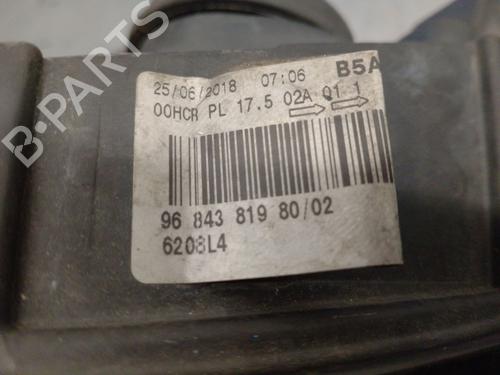 25/06/2018 07:06 B5A
00HCR PL 17.5 02A 01 1
96 843 819 80/02
6208L4
B-PARTS